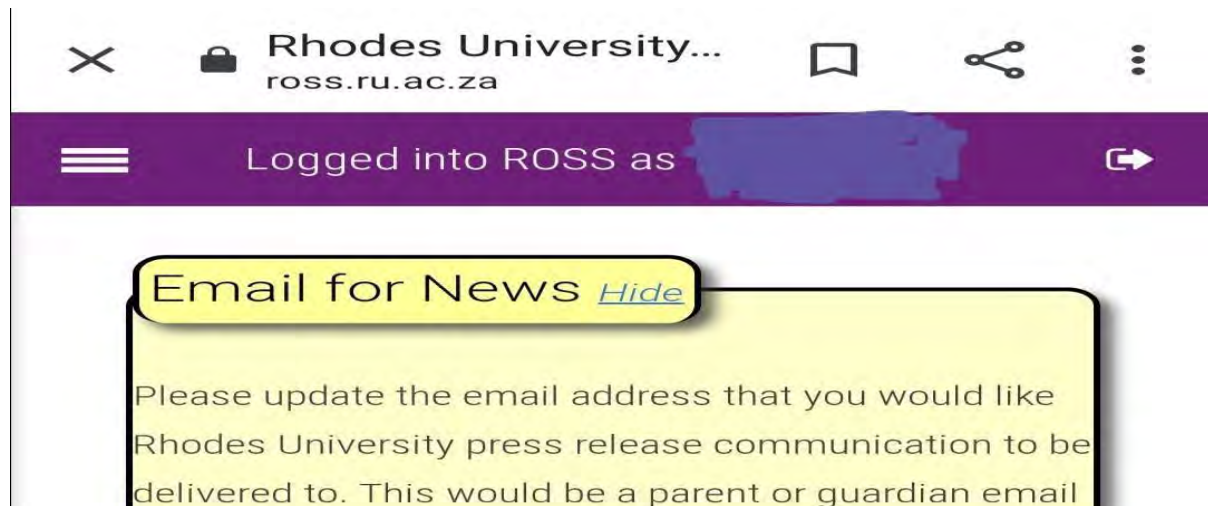 Rhodes University...
ross.ru.ac.za
Logged into ROSS as
Email for News Hide
Please update the email address that you would like
Rhodes University press release communication to be
delivered to. This would be a parent or guardian email